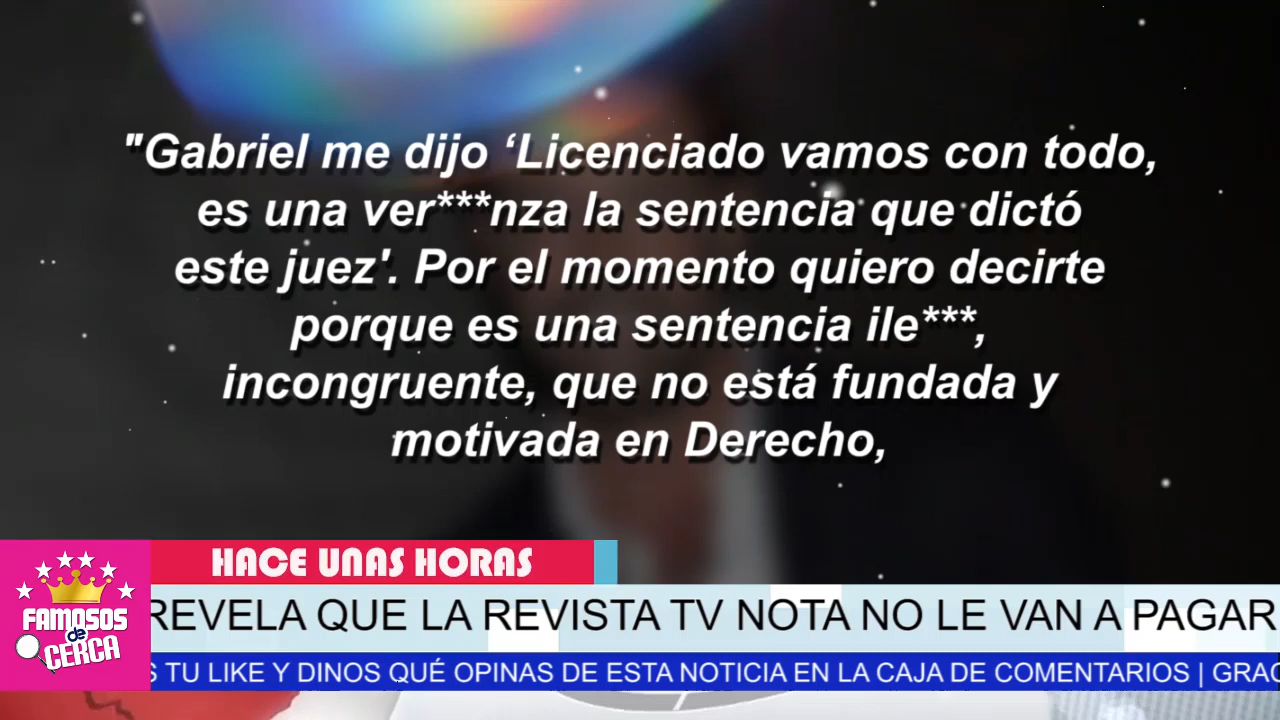 "Gabriel me dijo ‘Licenciado vamos con todo,
es una ver***nza la sentencia que dictó
este juez'. Por el momento quiero decirte
porque es una sentencia ile***,
incongruente, que no está fundada y
motivada en Derecho,
HACE UNAS HORAS
FAMOSOS
de
CERCA
REVELA QUE LA REVISTA TV NOTA NO LE VAN A PAGAR
TU LIKE Y DINOS QUÉ OPINAS DE ESTA NOTICIA EN LA CAJA DE COMENTARIOS |